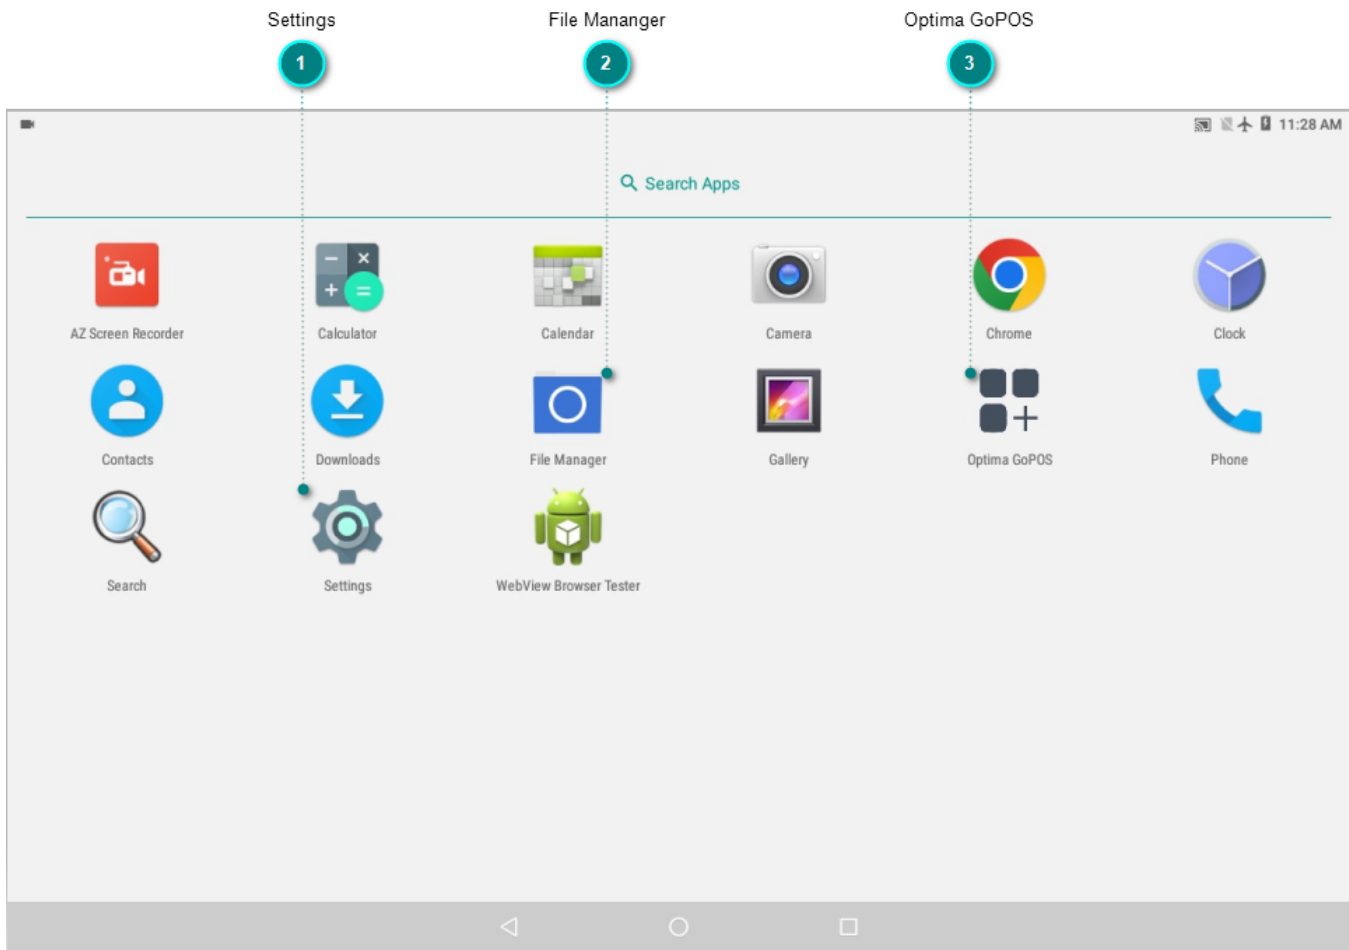 Settings File Mananger Optima GoPOS
1 2 3
11:28 AM
Search Apps
AZ Screen Recorder Calculator Calendar Camera Chrome Clock
Contacts Downloads File Manager Gallery Optima GoPOS Phone
Search Settings WebView Browser Tester